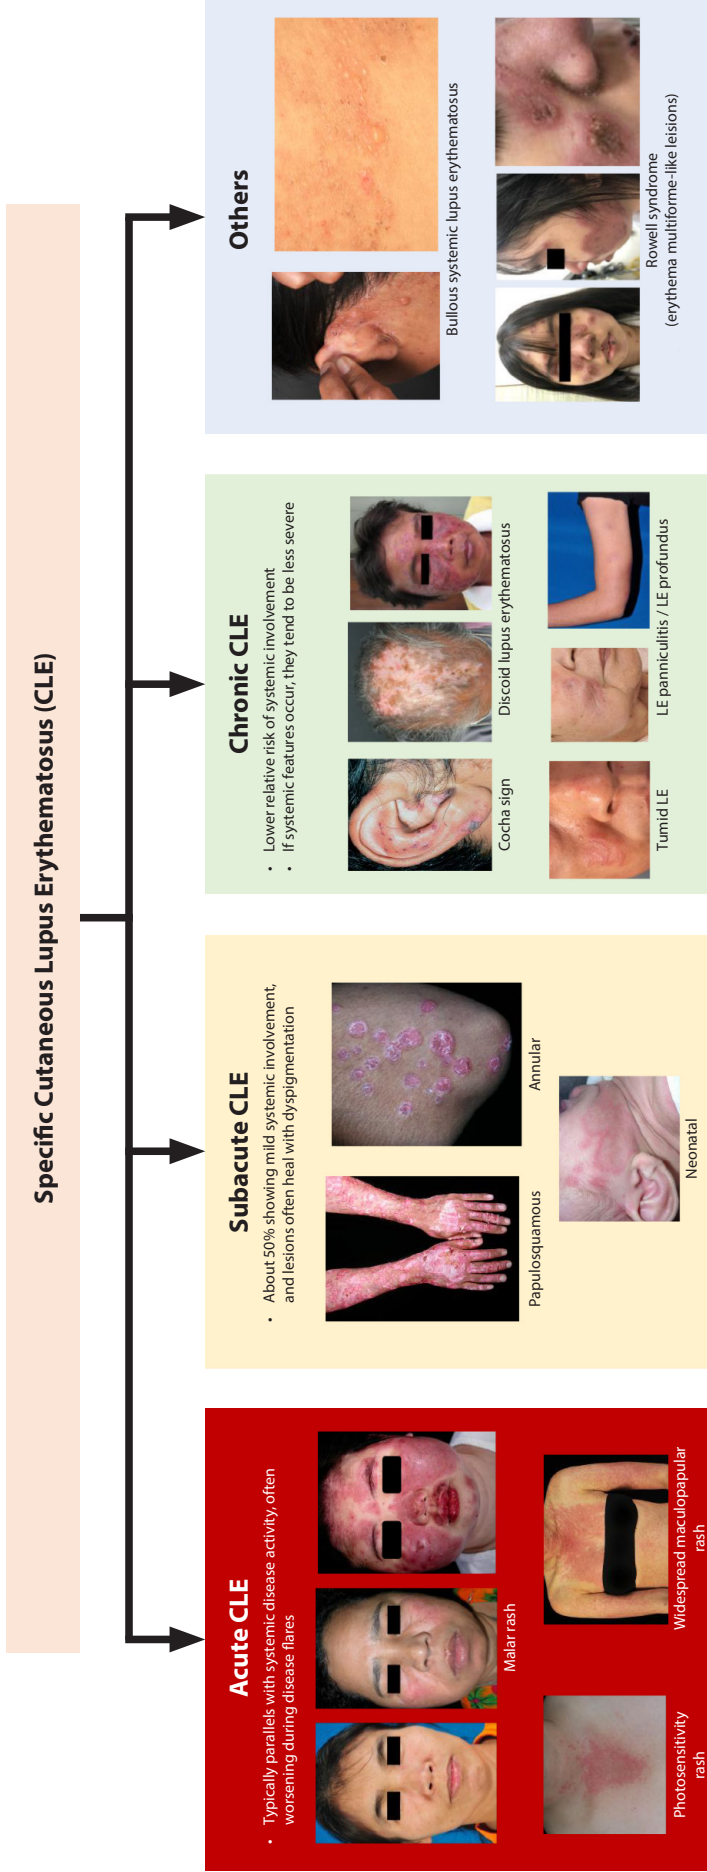 Specific Cutaneous Lupus Erythematosus (CLE)
Acute CLE
• Typically parallels with systemic disease activity, often
worsening during disease flares
Malar rash
Photosensitivity
rash
Widespread maculopapular
rash
Subacute CLE
• About 50% showing mild systemic involvement,
and lesions often heal with dyspigmentation
Papulosquamous
Annular
Neonatal
Chronic CLE
• Lower relative risk of systemic involvement
• If systemic features occur, they tend to be less severe
Cocha sign
Discoid lupus erythematosus
Tumid LE
LE panniculitis / LE profundus
Others
Bullous systemic lupus erythematosus
Rowell syndrome
(erythema multiforme-like leisions)